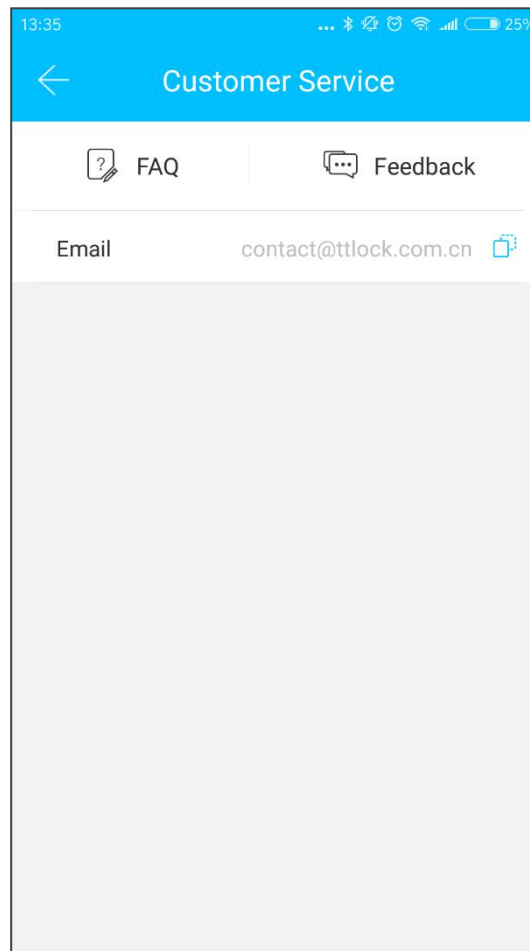 13:35 ... 25%
Customer Service
? FAQ
Feedback
Email contact@ttlock.com.cn